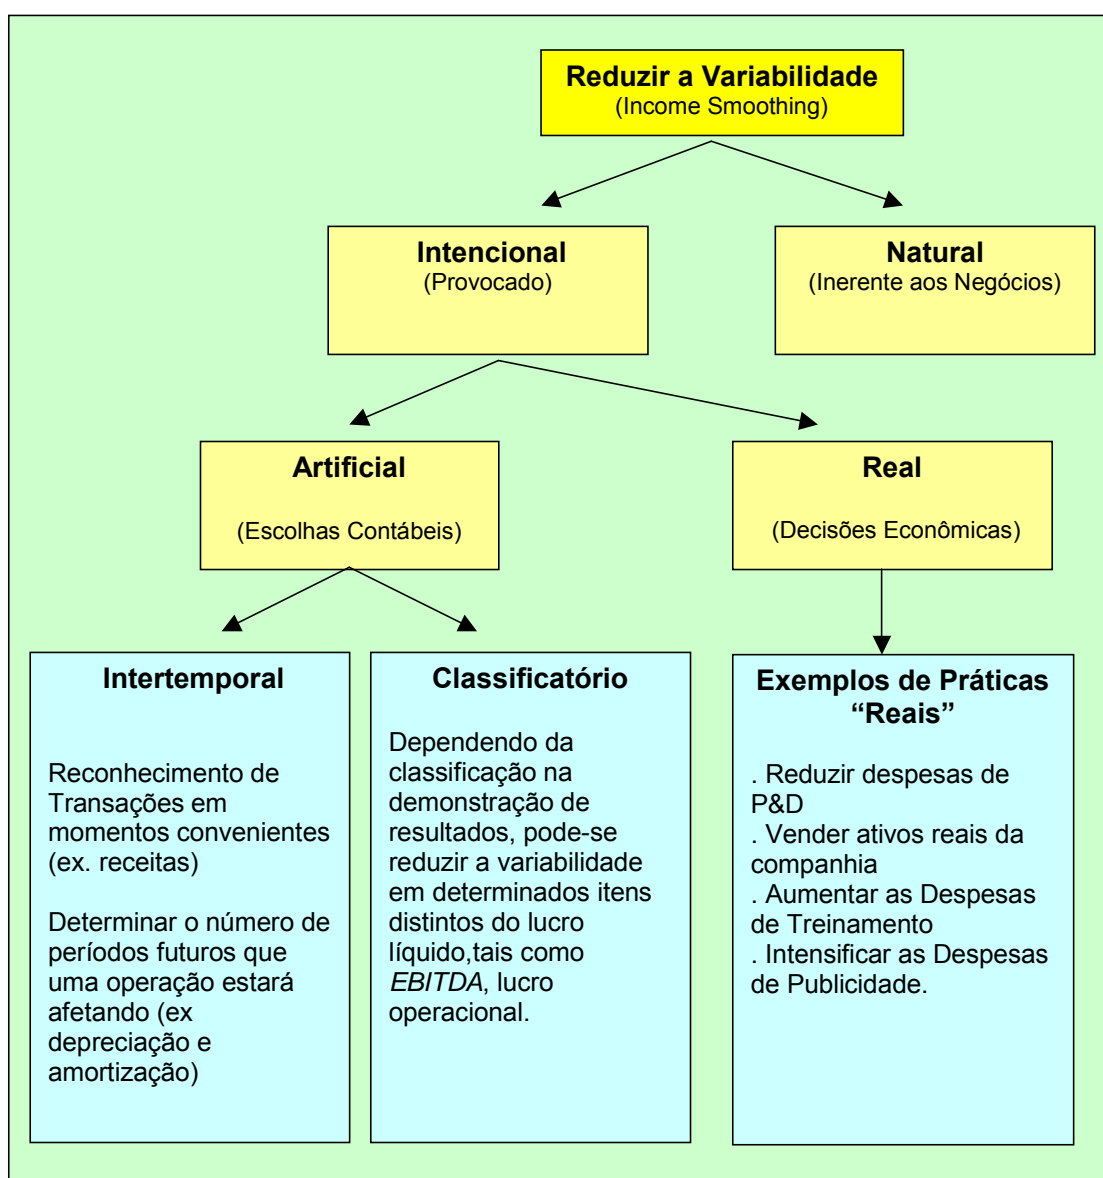 Reduzir a Variabilidade
(Income Smoothing)
Intencional
(Provocado)
Natural
(Inerente aos Negócios)
Artificial
(Escolhas Contábeis)
Real
(Decisões Econômicas)
Intertemporal
Reconhecimento de
Transações em
momentos convenientes
(ex. receitas)
Determinar o número de
períodos futuros que
uma operação estará
afetando (ex
depreciação e
amortização)
Classificatório
Dependendo da
classificação na
demonstração de
resultados, pode-se
reduzir a variabilidade
em determinados itens
distintos do lucro
líquido,tais como
EBITDA, lucro
operacional.
Exemplos de Práticas
“Reais”
. Reduzir despesas de
P&D
. Vender ativos reais da
companhia
. Aumentar as Despesas
de Treinamento
. Intensificar as Despesas
de Publicidade.